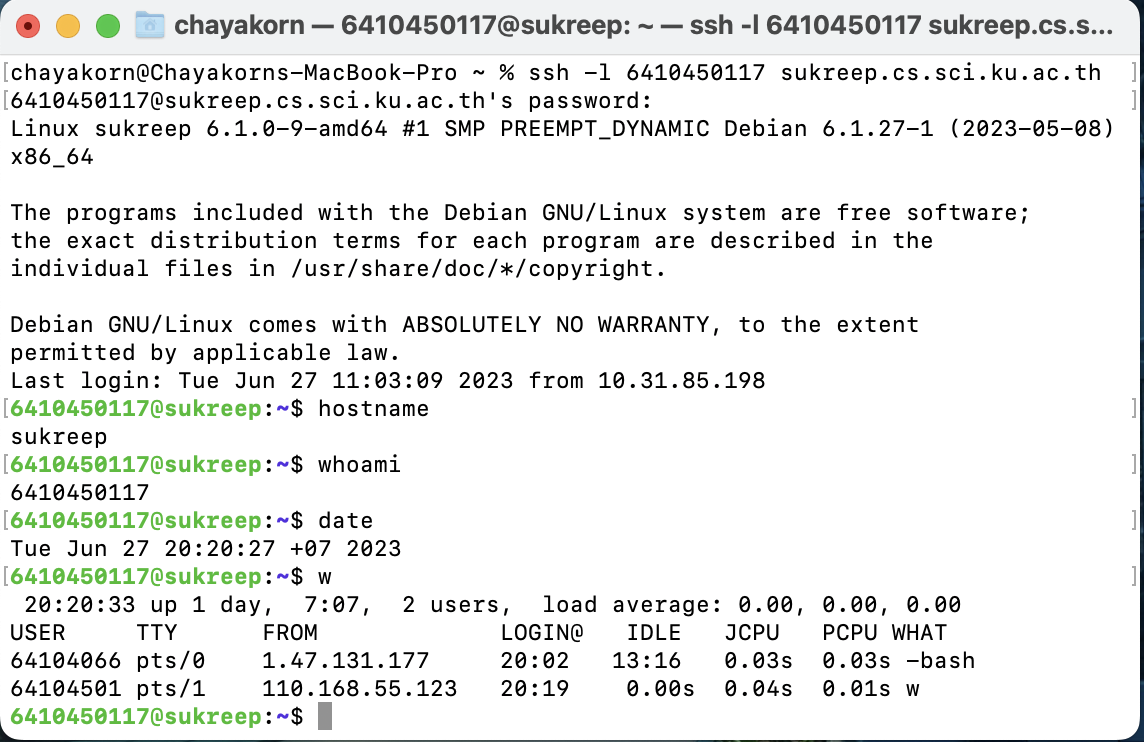 chayakorn — 6410450117@sukreep: ~ — ssh -l 6410450117 sukreep.cs.s...
[chayakorn@Chayakorns-MacBook-Pro ~ % ssh -l 6410450117 sukreep.cs.sci.ku.ac.th ]
[6410450117@sukreep.cs.sci.ku.ac.th's password: ]
Linux sukreep 6.1.0-9-amd64 #1 SMP PREEMPT_DYNAMIC Debian 6.1.27-1 (2023-05-08)
x86_64

The programs included with the Debian GNU/Linux system are free software;
the exact distribution terms for each program are described in the
individual files in /usr/share/doc/*/copyright.

Debian GNU/Linux comes with ABSOLUTELY NO WARRANTY, to the extent
permitted by applicable law.
Last login: Tue Jun 27 11:03:09 2023 from 10.31.85.198
[6410450117@sukreep:~$ hostname ]
sukreep
[6410450117@sukreep:~$ whoami ]
6410450117
[6410450117@sukreep:~$ date ]
Tue Jun 27 20:20:27 +07 2023
[6410450117@sukreep:~$ w ]
 20:20:33 up 1 day,  7:07,  2 users,  load average: 0.00, 0.00, 0.00
USER     TTY      FROM             LOGIN@   IDLE   JCPU   PCPU WHAT
64104066 pts/0    1.47.131.177     20:02   13:16   0.03s  0.03s -bash
64104501 pts/1    110.168.55.123   20:19    0.00s  0.04s  0.01s w
6410450117@sukreep:~$